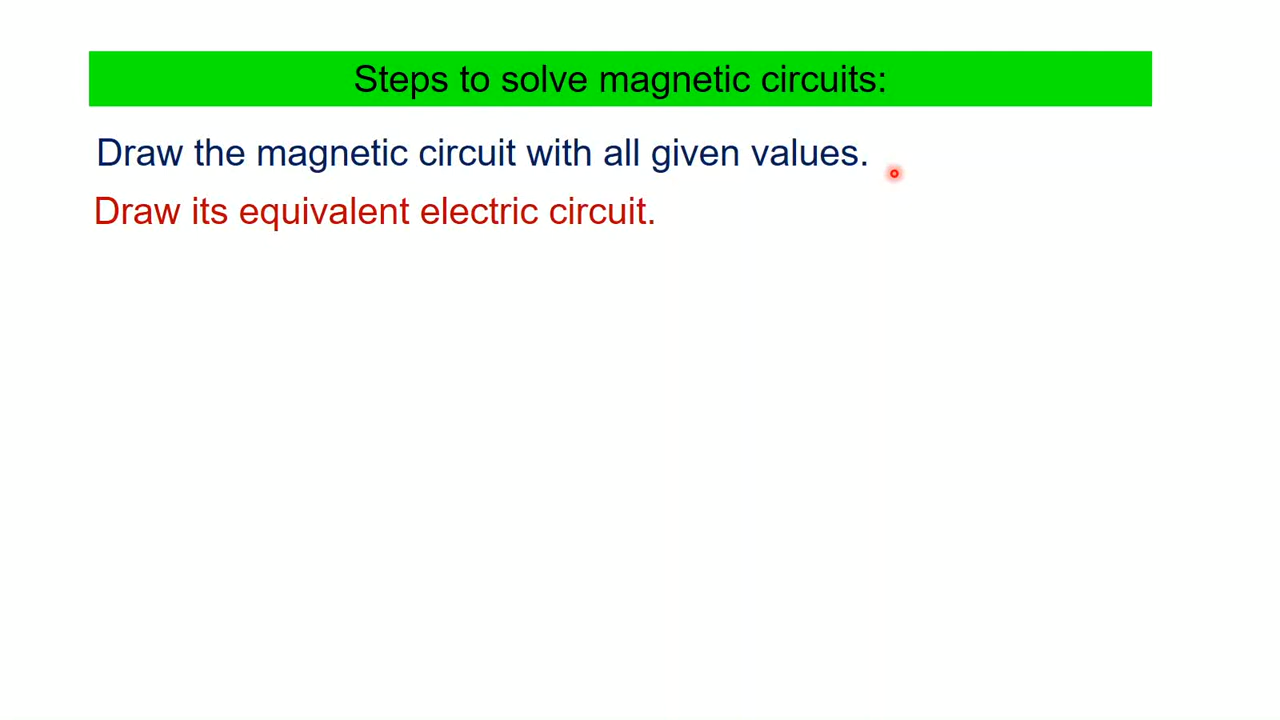 Steps to solve magnetic circuits:
Draw the magnetic circuit with all given values.
Draw its equivalent electric circuit.